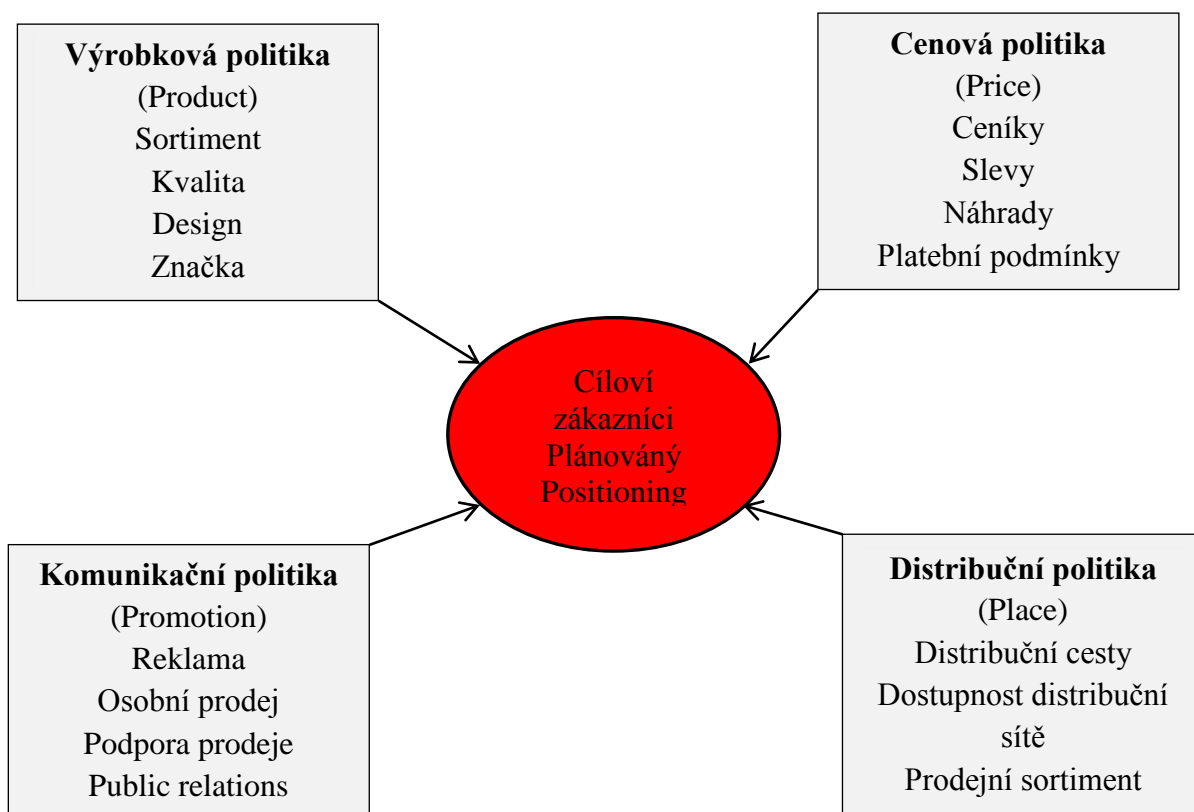 Výrobková politika
(Product)
Sortiment
Kvalita
Design
Značka
Cenová politika
(Price)
Ceníky
Slevy
Náhrady
Platební podmínky
Cíloví
zákazníci
Plánováný
Positioning
Komunikační politika
(Promotion)
Reklama
Osobní prodej
Podpora prodeje
Public relations
Distribuční politika
(Place)
Distribuční cesty
Dostupnost distribuční
sítě
Prodejní sortiment